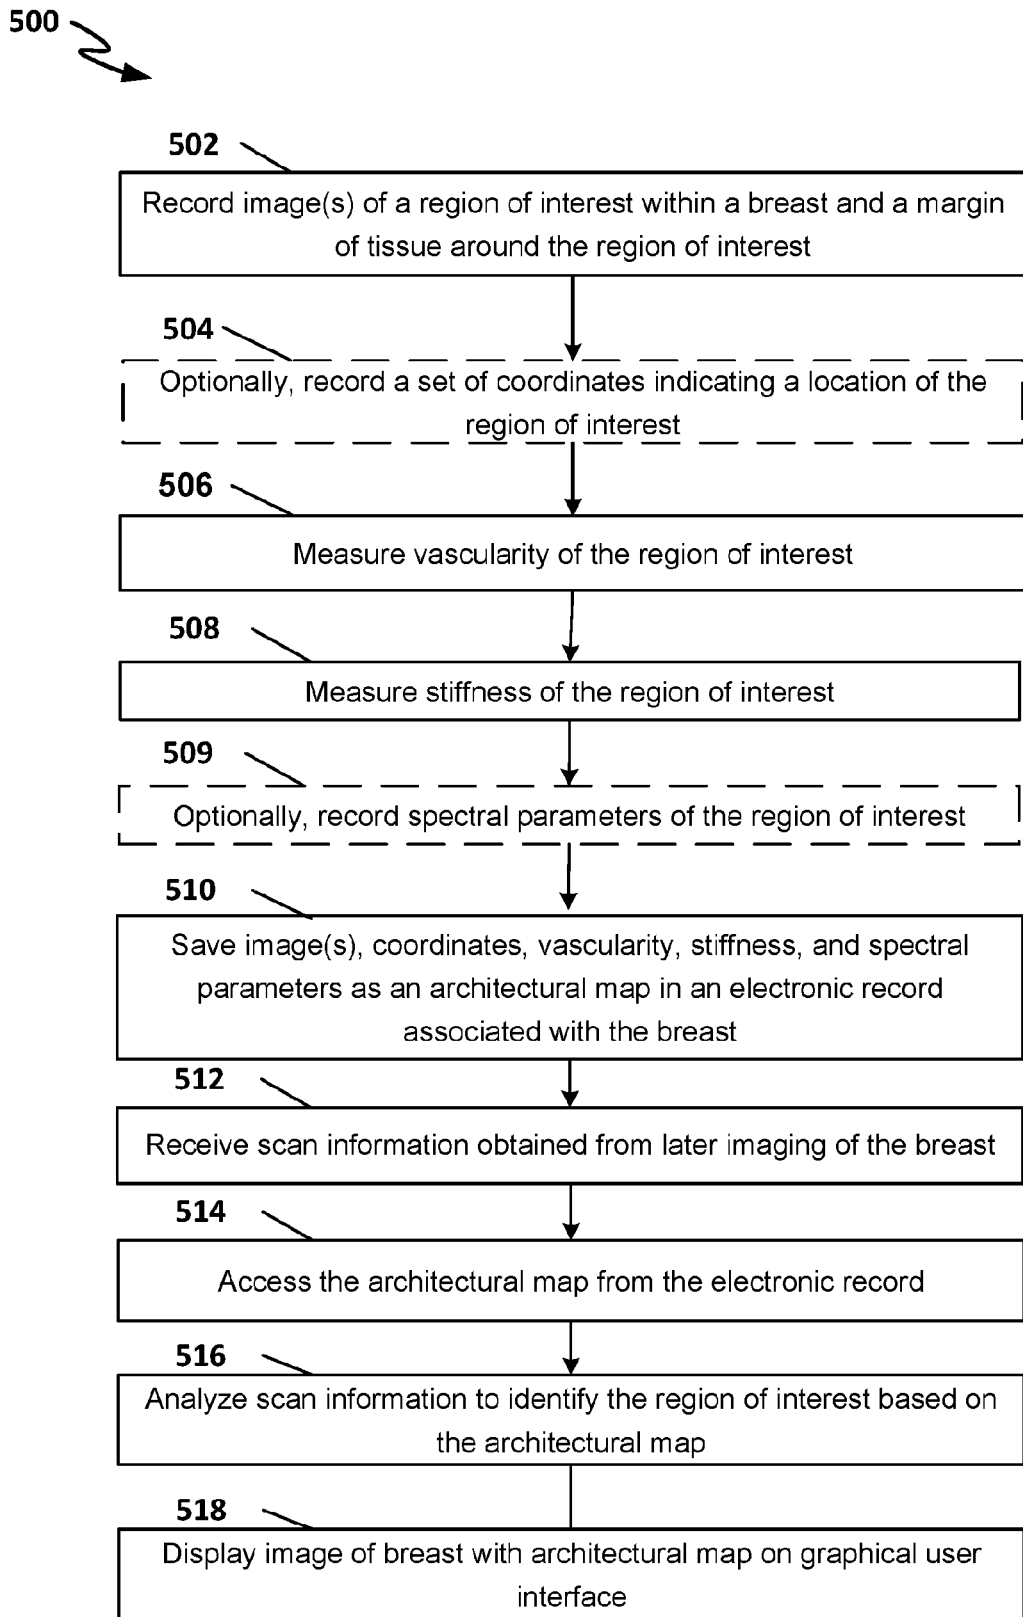 500
502
Record image(s) of a region of interest within a breast and a margin
of tissue around the region of interest
504
Optionally, record a set of coordinates indicating a location of the
region of interest
506
Measure vascularity of the region of interest
508
Measure stiffness of the region of interest
509
Optionally, record spectral parameters of the region of interest
510
Save image(s), coordinates, vascularity, stiffness, and spectral
parameters as an architectural map in an electronic record
associated with the breast
512
Receive scan information obtained from later imaging of the breast
514
Access the architectural map from the electronic record
516
Analyze scan information to identify the region of interest based on
the architectural map
518
Display image of breast with architectural map on graphical user
interface